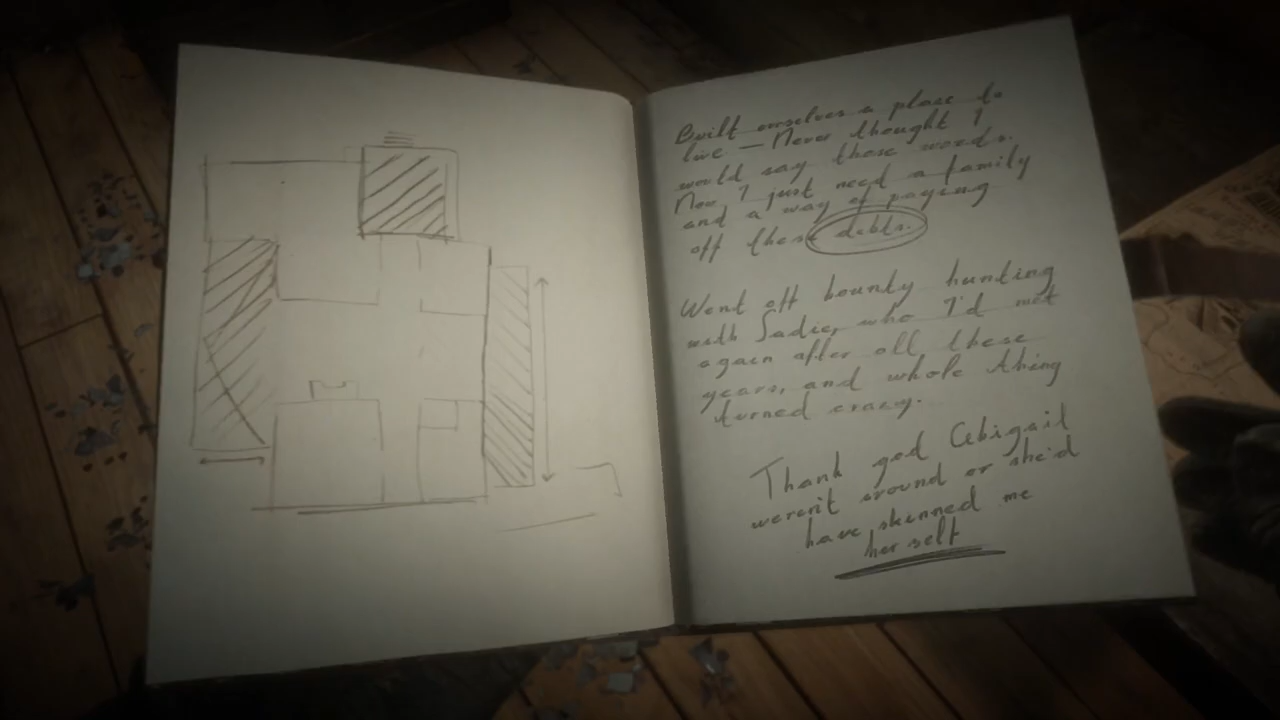 Built ourselves a place to
live — Never thought I
would say those words.
Now I just need a family
and a way of paying
off these debts.
Went off bounty hunting
with Sadie, who I'd met
again after all these
years, and whole thing
turned crazy.
Thank god Abigail
weren't around or she'd
have skinned me
her self